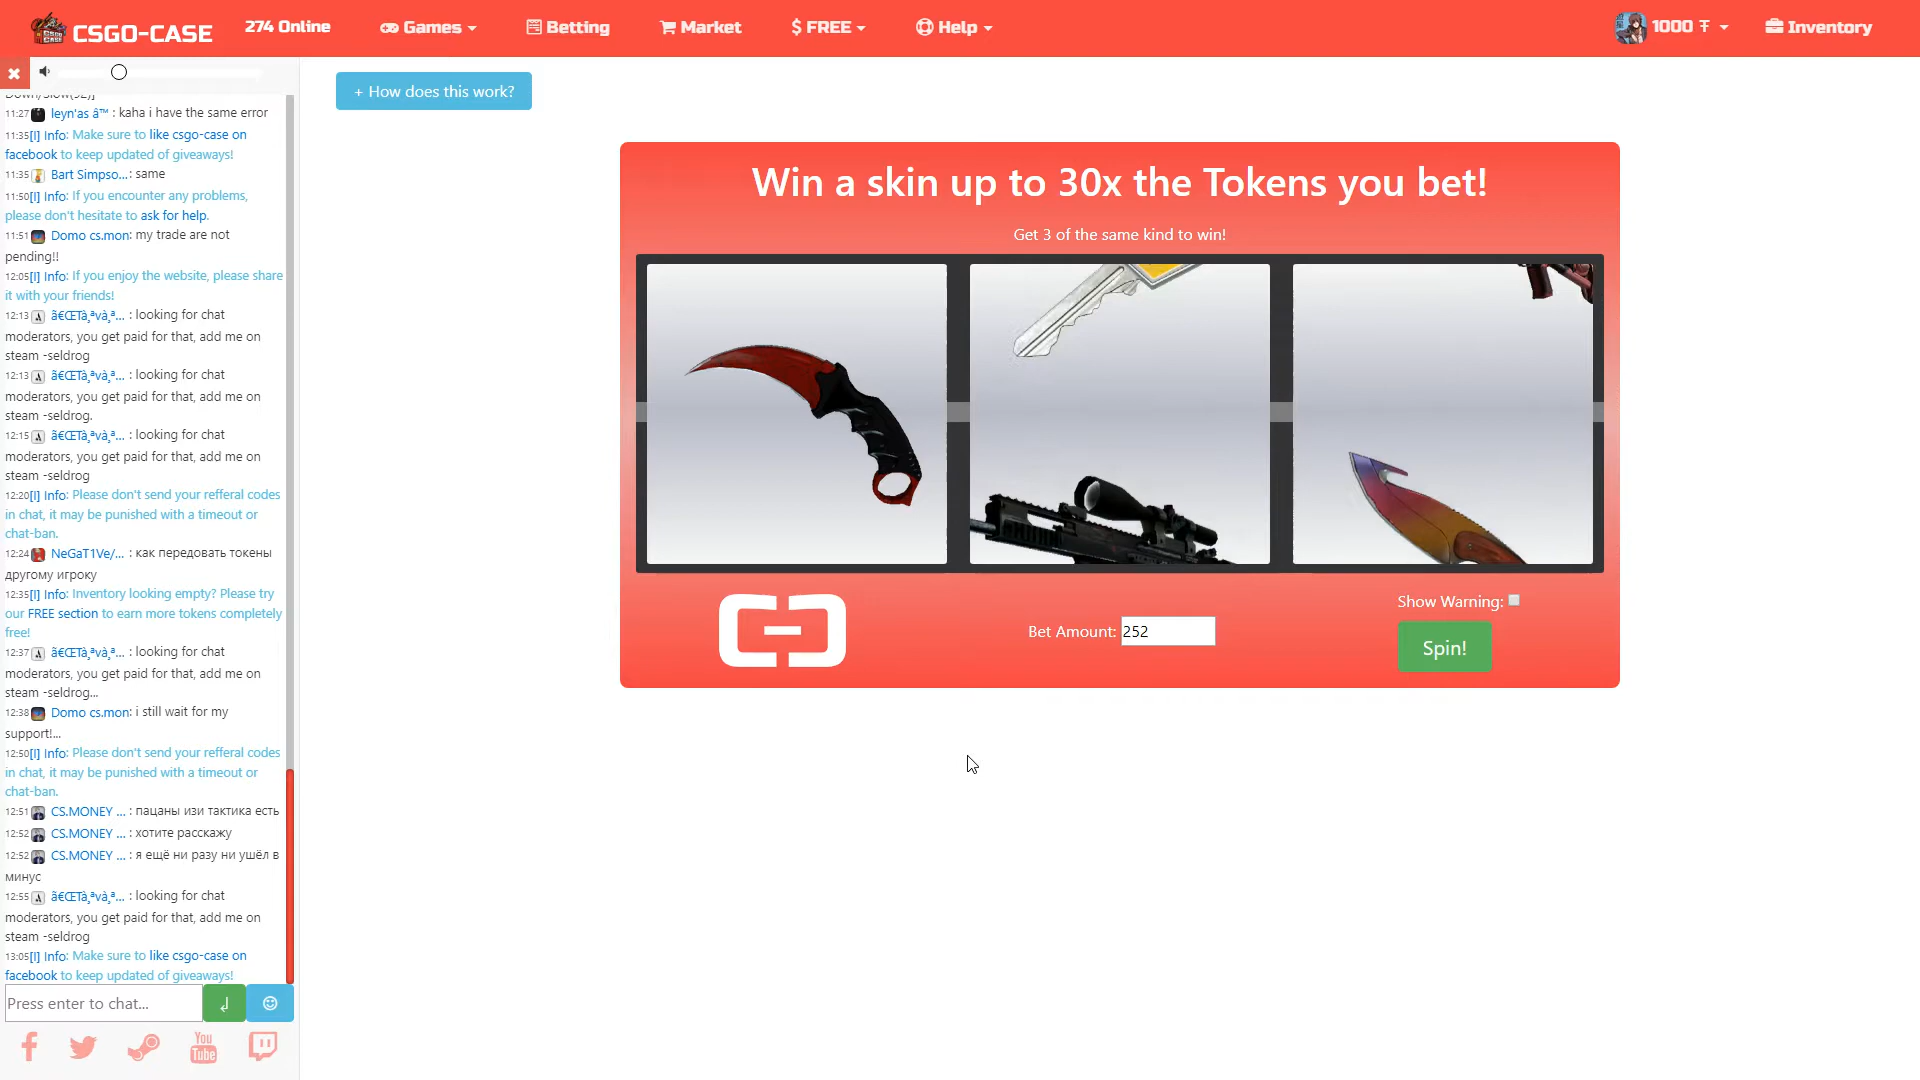 CSGO-CASE
274 Online
Games
Betting
Market
$ FREE
Help
1000 Ŧ
Inventory
11:27 leyn'as â™ : kaha i have the same error
11:35[!] Info: Make sure to like csgo-case on
facebook to keep updated of giveaways!
11:35 Bart Simpso...: same
11:50[!] Info: If you encounter any problems,
please don't hesitate to ask for help.
11:51 Domo cs.mon: my trade are not
pending!!
12:05[!] Info: If you enjoy the website, please share
it with your friends!
12:13 : looking for chat
moderators, you get paid for that, add me on
steam -seldrog
12:13 : looking for chat
moderators, you get paid for that, add me on
steam -seldrog.
12:15 : looking for chat
moderators, you get paid for that, add me on
steam -seldrog
12:20[!] Info: Please don't send your refferal codes
in chat, it may be punished with a timeout or
chat-ban.
12:24 NeGaT1Ve/... : как передовать токены
другому игроку
12:35[!] Info: Inventory looking empty? Please try
our FREE section to earn more tokens completely
free!
12:37 : looking for chat
moderators, you get paid for that, add me on
steam -seldrog...
12:38 Domo cs.mon: i still wait for my
support!...
12:50[!] Info: Please don't send your refferal codes
in chat, it may be punished with a timeout or
chat-ban.
12:51 CS.MONEY ... : пацаны изи тактика есть
12:52 CS.MONEY ... : хотите расскажу
12:52 CS.MONEY ... : я ещё ни разу ни ушёл в
минус
12:55 : looking for chat
moderators, you get paid for that, add me on
steam -seldrog
13:05[!] Info: Make sure to like csgo-case on
facebook to keep updated of giveaways!
Press enter to chat...
You
Tube
+ How does this work?
Win a skin up to 30x the Tokens you bet!
Get 3 of the same kind to win!
Bet Amount: 252
Show Warning:
Spin!